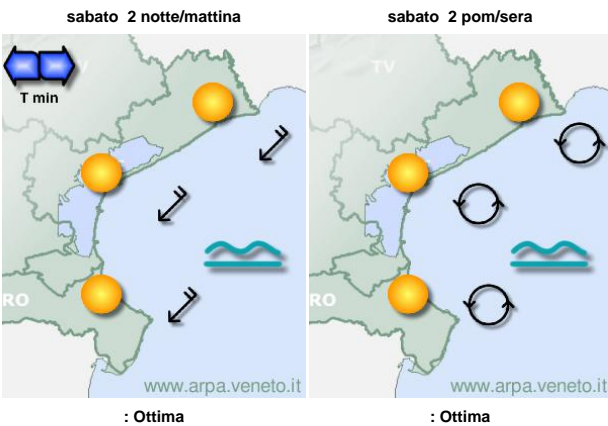 sabato 2 notte/mattina
sabato 2 pom/sera
V
T min
TV
RO
RO
www.arpa.veneto.it
www.arpa.veneto.it
: Ottima
: Ottima